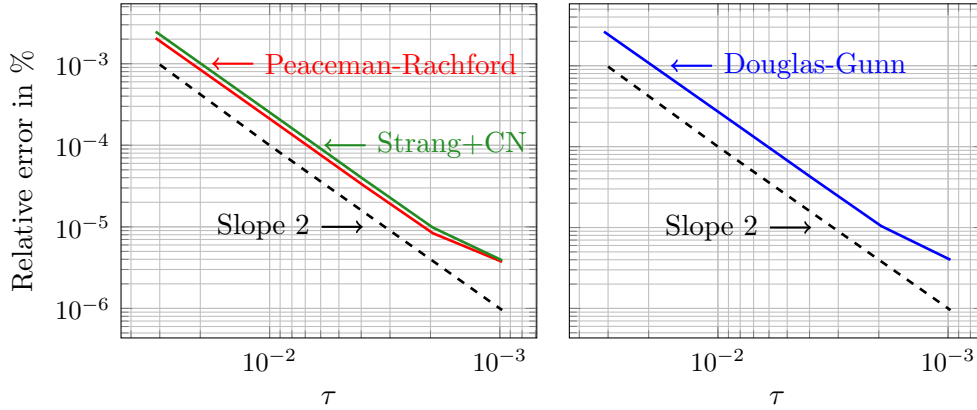 Relative error in %
10⁻³
10⁻⁴
10⁻⁵
10⁻⁶
Peaceman-Rachford
Strang+CN
Slope 2
10⁻²
10⁻³
τ
Douglas-Gunn
Slope 2
10⁻²
10⁻³
τ